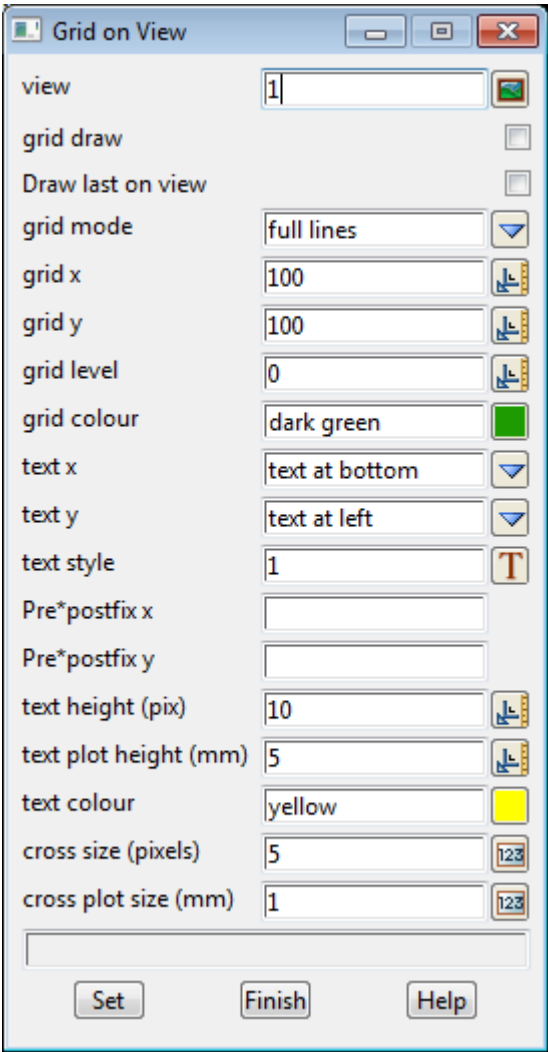 Grid on View
view 1
grid draw
Draw last on view
grid mode full lines
grid x 100
grid y 100
grid level 0
grid colour dark green
text x text at bottom
text y text at left
text style 1 T
Pre*postfix x
Pre*postfix y
text height (pix) 10
text plot height (mm) 5
text colour yellow
cross size (pixels) 5 123
cross plot size (mm) 1 123
Set Finish Help